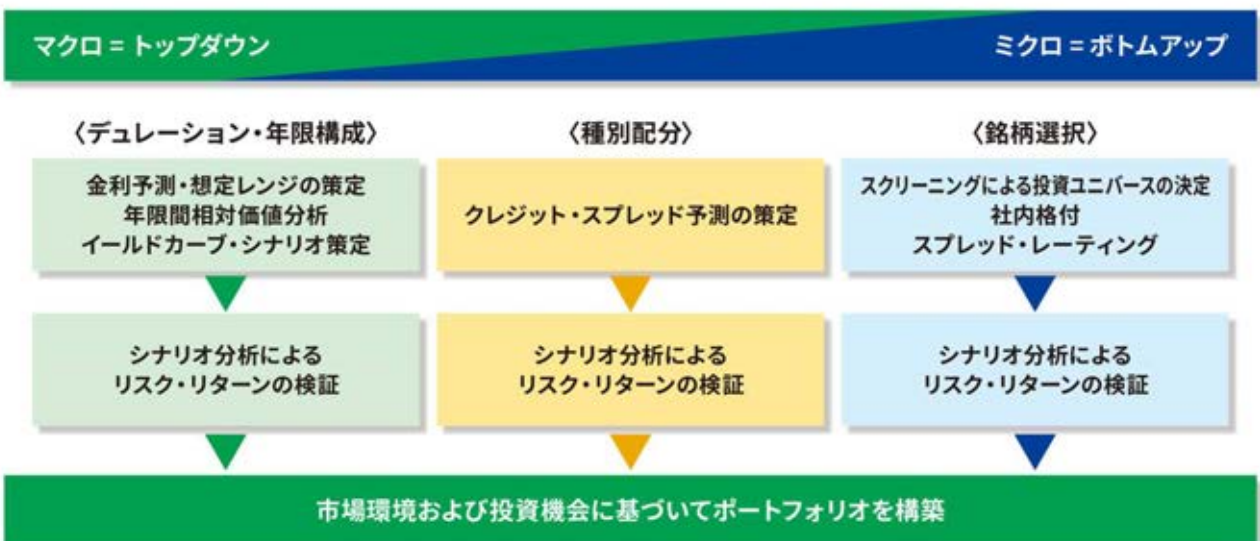 マクロ = トップダウン
ミクロ = ボトムアップ
〈デュレーション・年限構成〉
金利予測・想定レンジの策定
年限間相対価値分析
イールドカーブ・シナリオ策定
シナリオ分析による
リスク・リターンの検証
〈種別配分〉
クレジット・スプレッド予測の策定
シナリオ分析による
リスク・リターンの検証
〈銘柄選択〉
スクリーニングによる投資ユニバースの決定
社内格付
スプレッド・レーティング
シナリオ分析による
リスク・リターンの検証
市場環境および投資機会に基づいてポートフォリオを構築